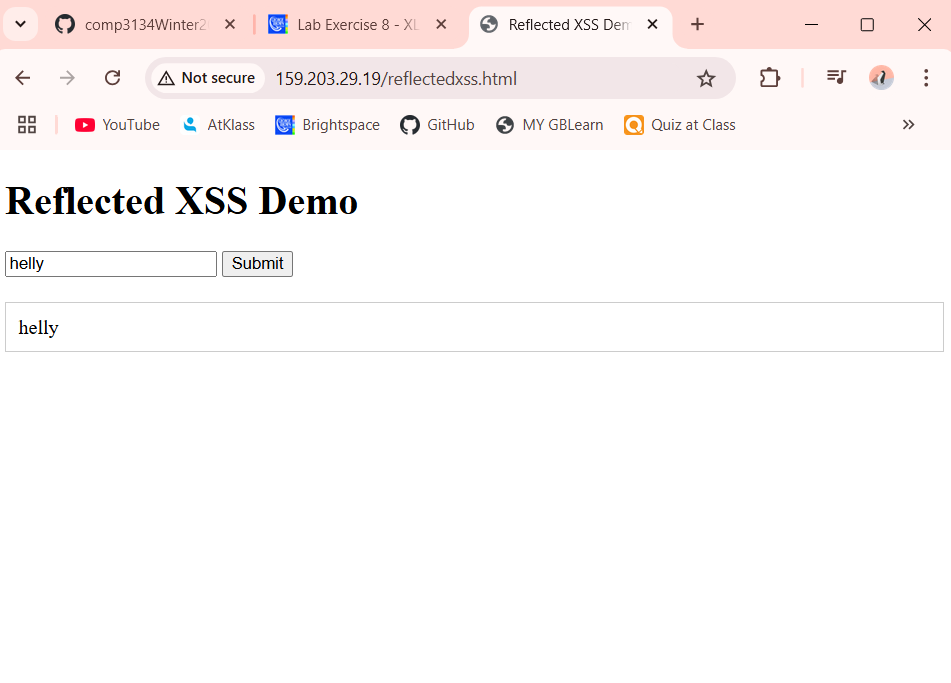 comp3134Winter2
Lab Exercise 8 - XL
Reflected XSS Dem
Not secure
159.203.29.19/reflectedxss.html
YouTube
AtKlass
Brightspace
GitHub
MY GBLearn
Quiz at Class
Reflected XSS Demo
helly
Submit
helly